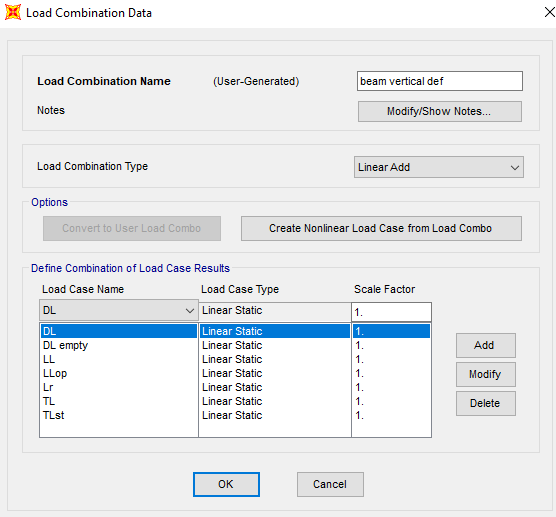 Load Combination Data
Load Combination Name (User-Generated) beam vertical def
Notes Modify/Show Notes...
Load Combination Type Linear Add
Options
Convert to User Load Combo Create Nonlinear Load Case from Load Combo
Define Combination of Load Case Results
Load Case Name Load Case Type Scale Factor
DL Linear Static 1.
DL Linear Static 1.
DL empty Linear Static 1.
LL Linear Static 1.
LLop Linear Static 1.
Lr Linear Static 1.
TL Linear Static 1.
TLst Linear Static 1.
Add
Modify
Delete
OK Cancel